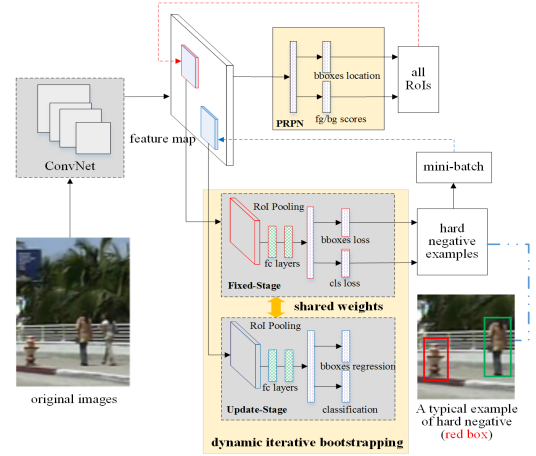 bboxes location
fg/bg scores
PRPN
all
RoIs
ConvNet
feature map
mini-batch
RoI Pooling
fc layers
bboxes loss
cls loss
Fixed-Stage
hard
negative
examples
shared weights
RoI Pooling
fc layers
bboxes regression
classification
Update-Stage
dynamic iterative bootstrapping
original images
A typical example
of hard negative
(red box)